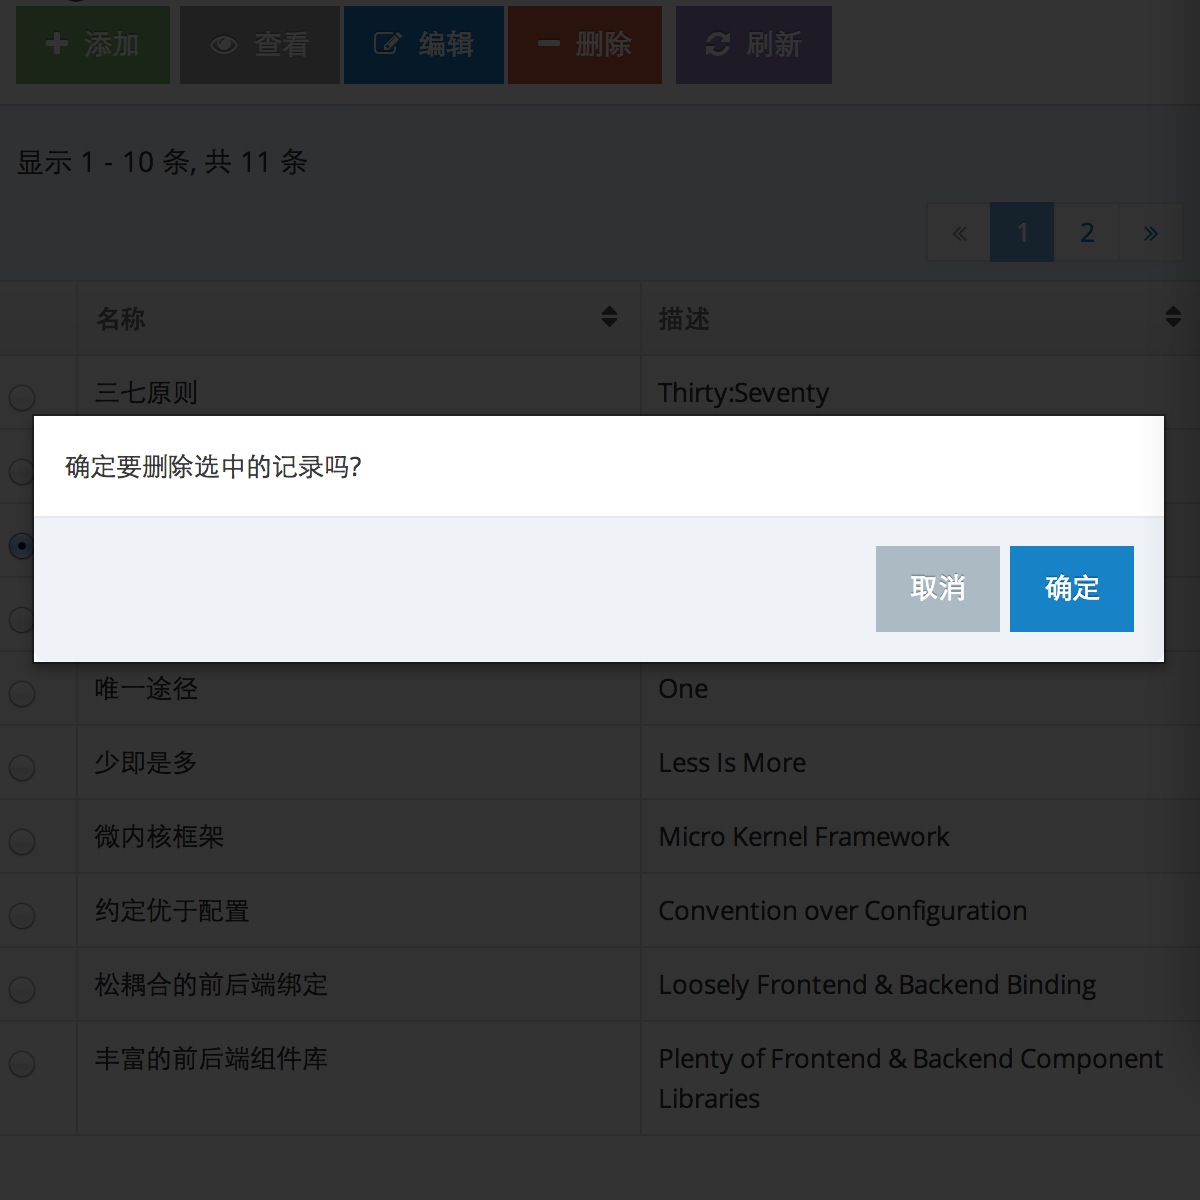 添加 查看 编辑 删除 刷新
显示 1 - 10 条, 共 11 条
« 1 2 »
名称 描述
三七原则 Thirty:Seventy
确定要删除选中的记录吗?
取消 确定
唯一途径 One
少即是多 Less Is More
微内核框架 Micro Kernel Framework
约定优于配置 Convention over Configuration
松耦合的前后端绑定 Loosely Frontend & Backend Binding
丰富的前后端组件库 Plenty of Frontend & Backend Component
Libraries